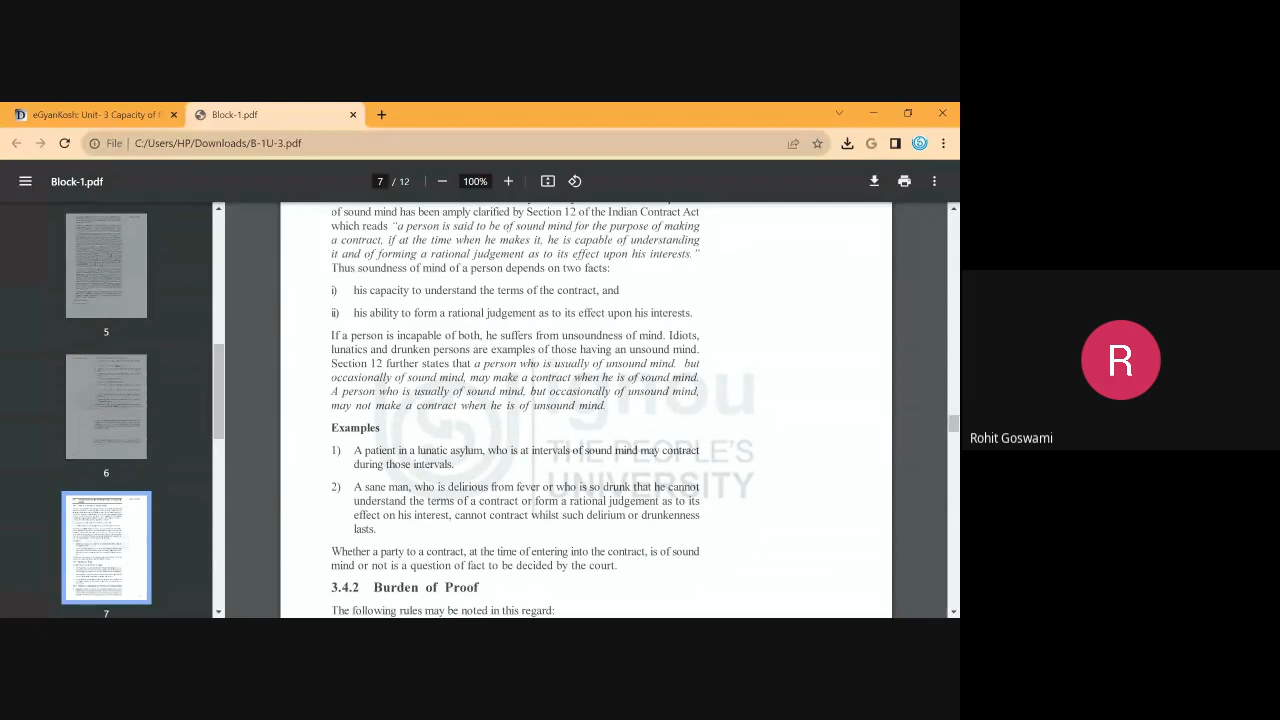 eGyanKosh: Unit- 3 Capacity of
Block-1.pdf
File
C:/Users/HP/Downloads/B-1U-3.pdf
Block-1.pdf
7 / 12
100%
of sound mind has been amply clarified by Section 12 of the Indian Contract Act
which reads "a person is said to be of sound mind for the purpose of making
a contract, if at the time when he makes it, he is capable of understanding
it and of forming a rational judgement as to its effect upon his interests. "
Thus soundness of mind of a person depends on two facts:
i) his capacity to understand the terms of the contract, and
ii) his ability to form a rational judgement as to its effect upon his interests.
If a person is incapable of both, he suffers from unsoundness of mind. Idiots,
lunatics and drunken persons are examples of those having an unsound mind.
Section 12 further states that a person who is usually of unsound mind. but
occasionally of sound mind, may make a contract when he is of sound mind.
A person who is usually of sound mind, but occasionally of unsound mind,
may not make a contract when he is of unsound mind.
Examples
1) A patient in a lunatic asylum, who is at intervals of sound mind may contract
during those intervals.
2) A sane man, who is delirious from fever or who is so drunk that he cannot
understand the terms of a contract or form a rational judgement as to its
effect on his interest, cannot contract whilst such delirium or drunkenness
lasts.
Whether a party to a contract, at the time of entering into the contract, is of sound
mind or not is a question of fact to be decided by the court.
3.4.2 Burden of Proof
The following rules may be noted in this regard:
ignou
THE PEOPLE'S
UNIVERSITY
5
6
7
R
Rohit Goswami